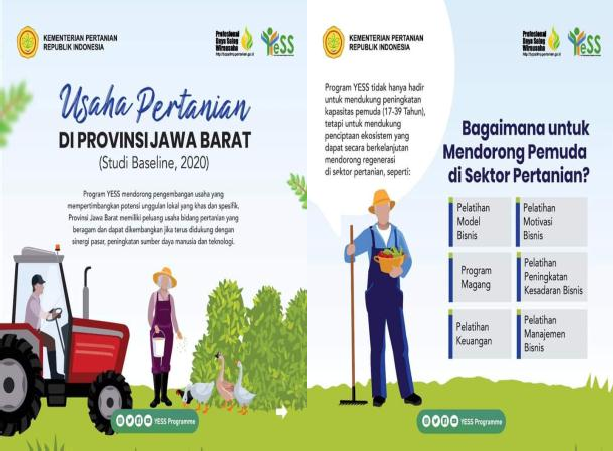 KEMENTERIAN PERTANIAN
REPUBLIK INDONESIA
YeSS
Usaha Pertanian
DI PROVINSI JAWA BARAT
(Studi Baseline, 2020)
Program YESS mendorong pengembangan usaha yang
mempertimbangkan potensi unggulan lokal yang khas dan spesifik.
Provinsi Jawa Barat memiliki peluang usaha bidang pertanian yang
beragam dan dapat dikembangkan jika terus didukung dengan
sinergi pasar, peningkatan sumber daya manusia dan teknologi.
YESS Programme
KEMENTERIAN PERTANIAN
REPUBLIK INDONESIA
YeSS
Program YESS tidak hanya hadir
untuk mendukung peningkatan
kapasitas pemuda (17-39 Tahun),
tetapi untuk mendukung
penciptaan ekosistem yang
dapat secara berkelanjutan
mendorong regenerasi
di sektor pertanian, seperti:
Bagaimana untuk
Mendorong Pemuda
di Sektor Pertanian?
Pelatihan
Model
Bisnis
Pelatihan
Motivasi
Bisnis
Program
Magang
Pelatihan
Peningkatan
Kesadaran Bisnis
Pelatihan
Keuangan
Pelatihan
Manajemen
Bisnis
YESS Programme